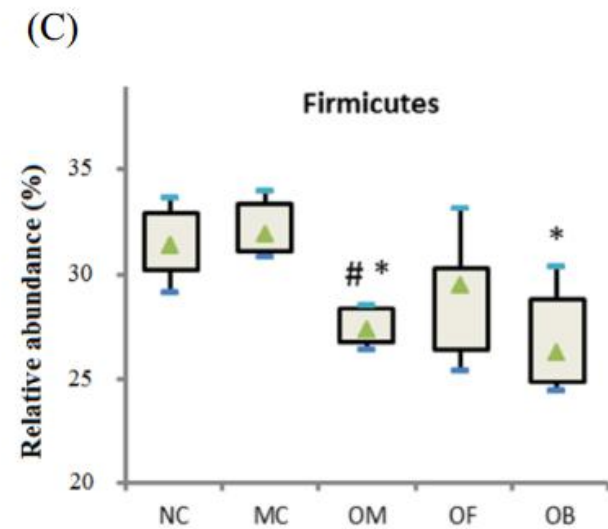 (C)
Firmicutes
Relative abundance (%)
35
30
25
20
# *
*
NC MC OM OF OB